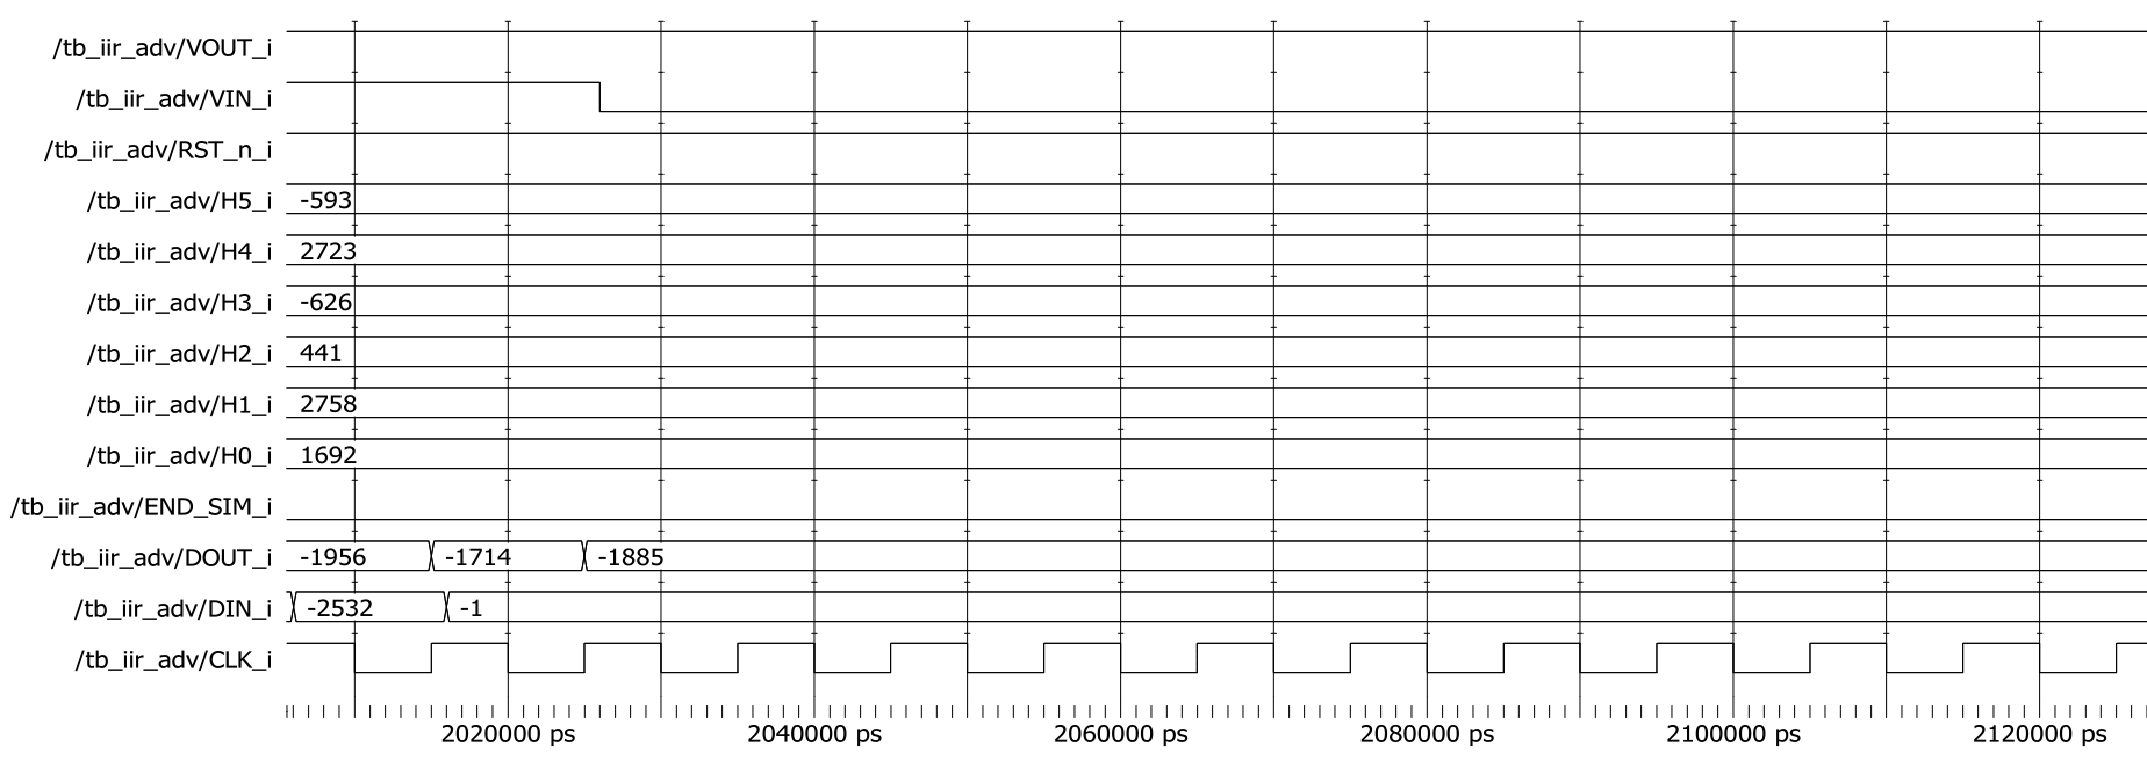 /tb_iir_adv/VOUT_i
/tb_iir_adv/VIN_i
/tb_iir_adv/RST_n_i
/tb_iir_adv/H5_i -593
/tb_iir_adv/H4_i 2723
/tb_iir_adv/H3_i -626
/tb_iir_adv/H2_i 441
/tb_iir_adv/H1_i 2758
/tb_iir_adv/H0_i 1692
/tb_iir_adv/END_SIM_i
/tb_iir_adv/DOUT_i -1956 -1714 -1885
/tb_iir_adv/DIN_i -2532 -1
/tb_iir_adv/CLK_i
2020000 ps 2040000 ps 2060000 ps 2080000 ps 2100000 ps 2120000 ps